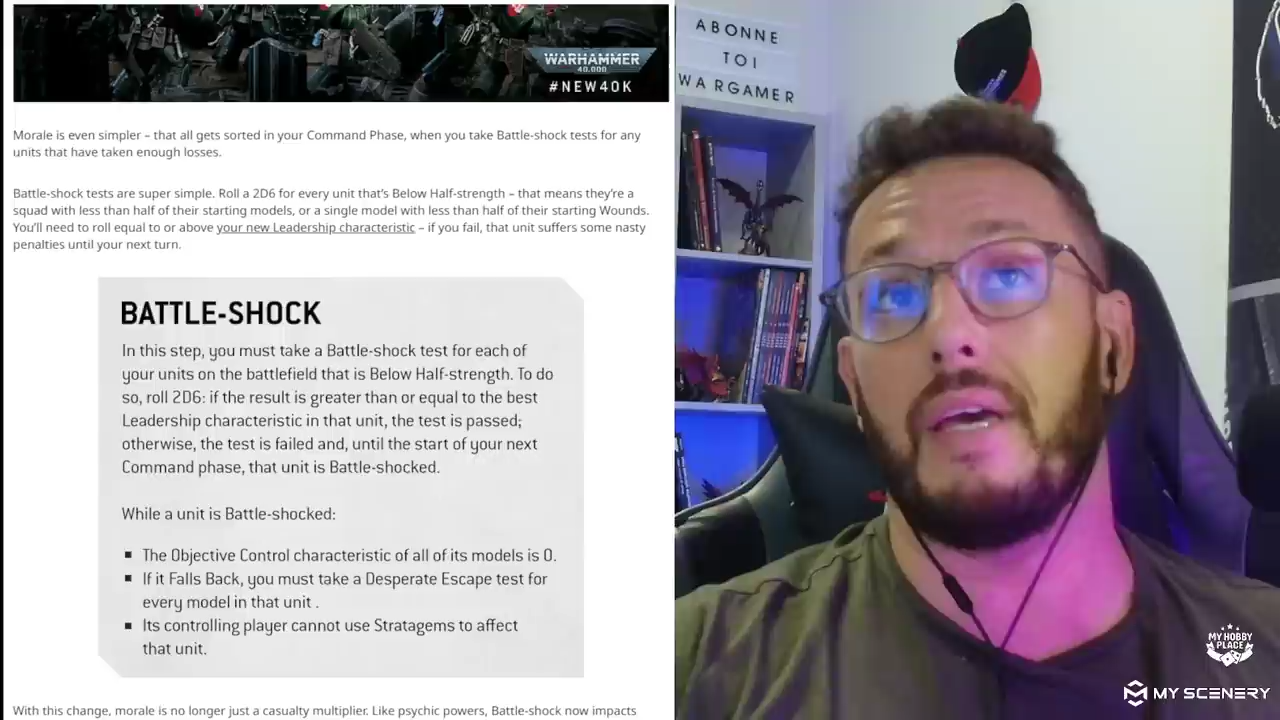 WARHAMMER
40,000
#NEW40K
Morale is even simpler – that all gets sorted in your Command Phase, when you take Battle-shock tests for any
units that have taken enough losses.
Battle-shock tests are super simple. Roll a 2D6 for every unit that's Below Half-strength – that means they're a
squad with less than half of their starting models, or a single model with less than half of their starting Wounds.
You'll need to roll equal to or above your new Leadership characteristic – if you fail, that unit suffers some nasty
penalties until your next turn.
BATTLE-SHOCK
In this step, you must take a Battle-shock test for each of
your units on the battlefield that is Below Half-strength. To do
so, roll 2D6: if the result is greater than or equal to the best
Leadership characteristic in that unit, the test is passed;
otherwise, the test is failed and, until the start of your next
Command phase, that unit is Battle-shocked.
While a unit is Battle-shocked:
▪ The Objective Control characteristic of all of its models is 0.
▪ If it Falls Back, you must take a Desperate Escape test for
every model in that unit .
▪ Its controlling player cannot use Stratagems to affect
that unit.
With this change, morale is no longer just a casualty multiplier. Like psychic powers, Battle-shock now impacts
ABONNE
TOI
WARGAMER
MY HOBBY
PLACE
MY SCENERY